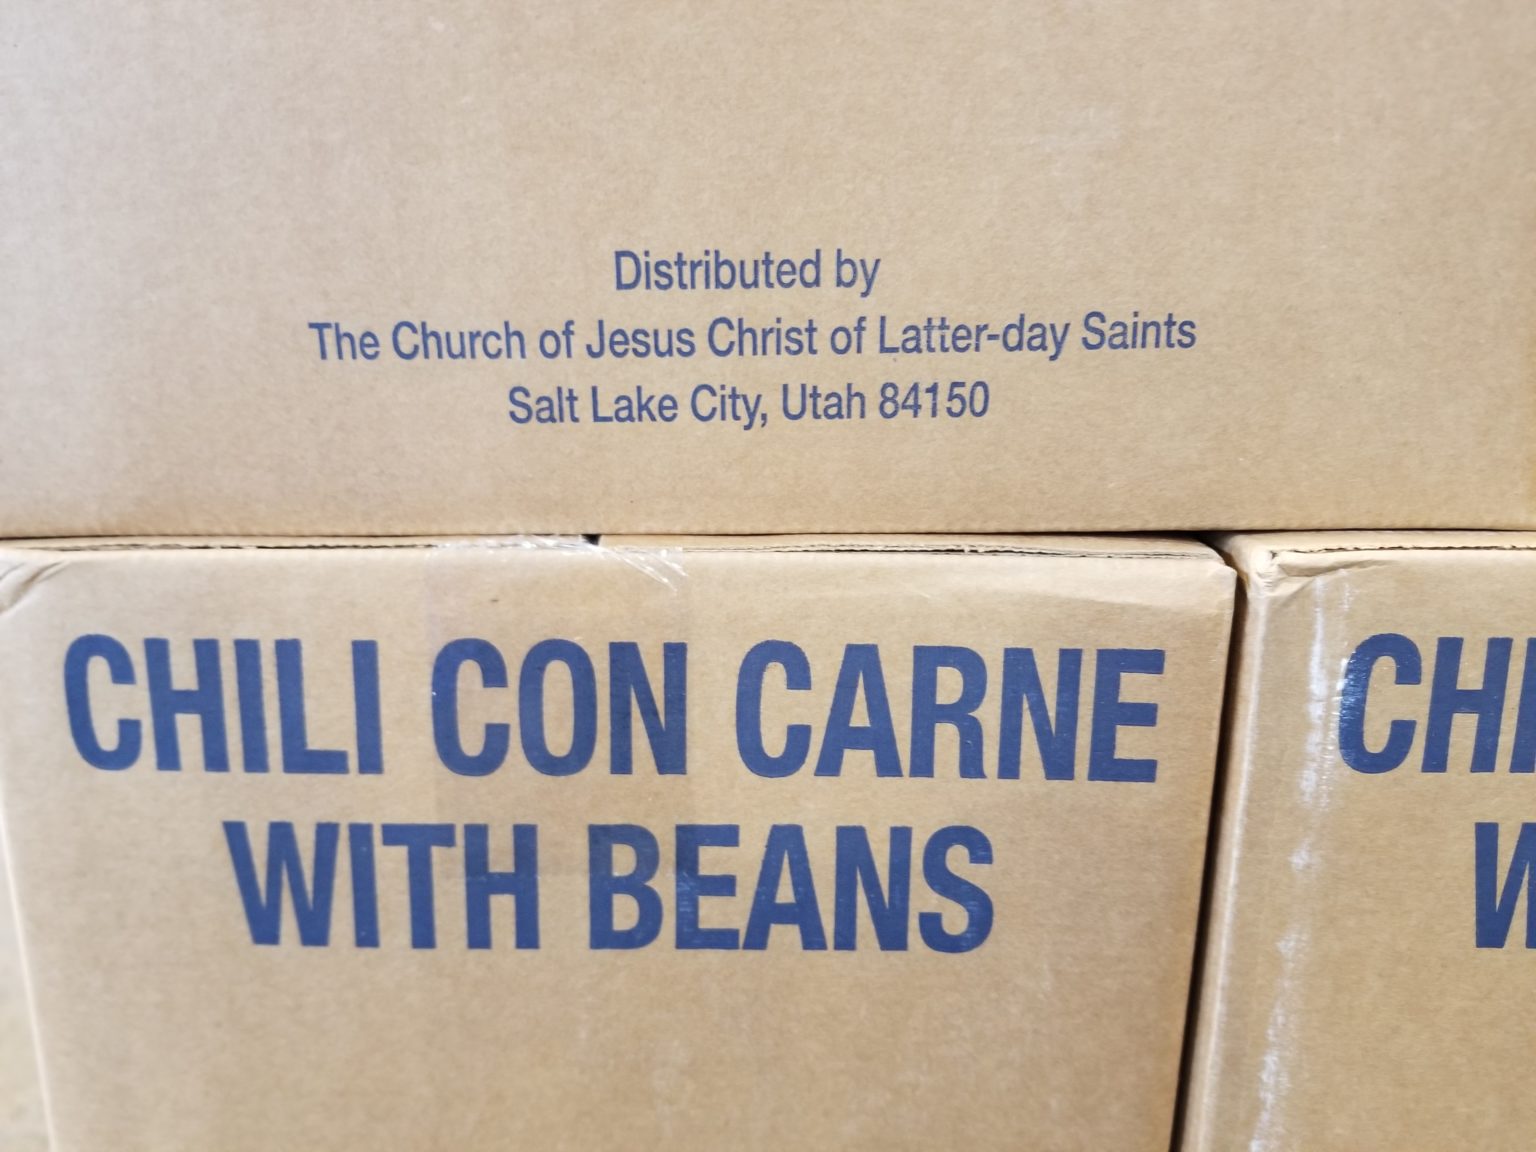 Distributed by
The Church of Jesus Christ of Latter-day Saints
Salt Lake City, Utah 84150
CHILI CON CARNE
WITH BEANS
CHI
W